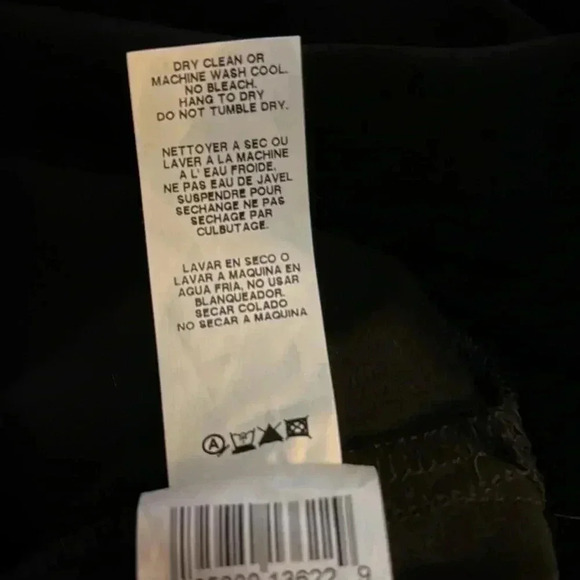 DRY CLEAN OR
MACHINE WASH COOL.
NO BLEACH.
HANG TO DRY
DO NOT TUMBLE DRY.
NETTOYER A SEC OU
LAVER A LA MACHINE
A L' EAU FROIDE,
NE PAS EAU DE JAVEL
SUSPENDRE POUR
SECHANGE NE PAS
SECHAGE PAR
CULBUTAGE.
LAVAR EN SECO O
LAVAR A MAQUINA EN
AGUA FRIA, NO USAR
BLANQUEADOR.
SECAR COLADO
NO SECAR A MAQUINA
A
13622 9